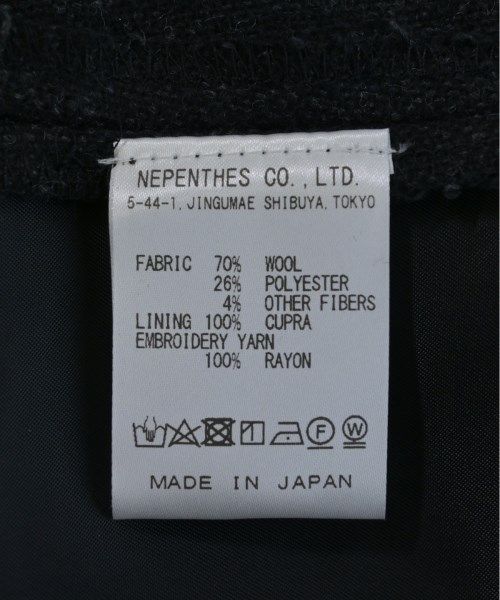 NEPENTHES CO., LTD.
5-44-1, JINGUMAE SHIBUYA, TOKYO
FABRIC 70% WOOL
26% POLYESTER
4% OTHER FIBERS
LINING 100% CUPRA
EMBROIDERY YARN
100% RAYON
F W
MADE IN JAPAN